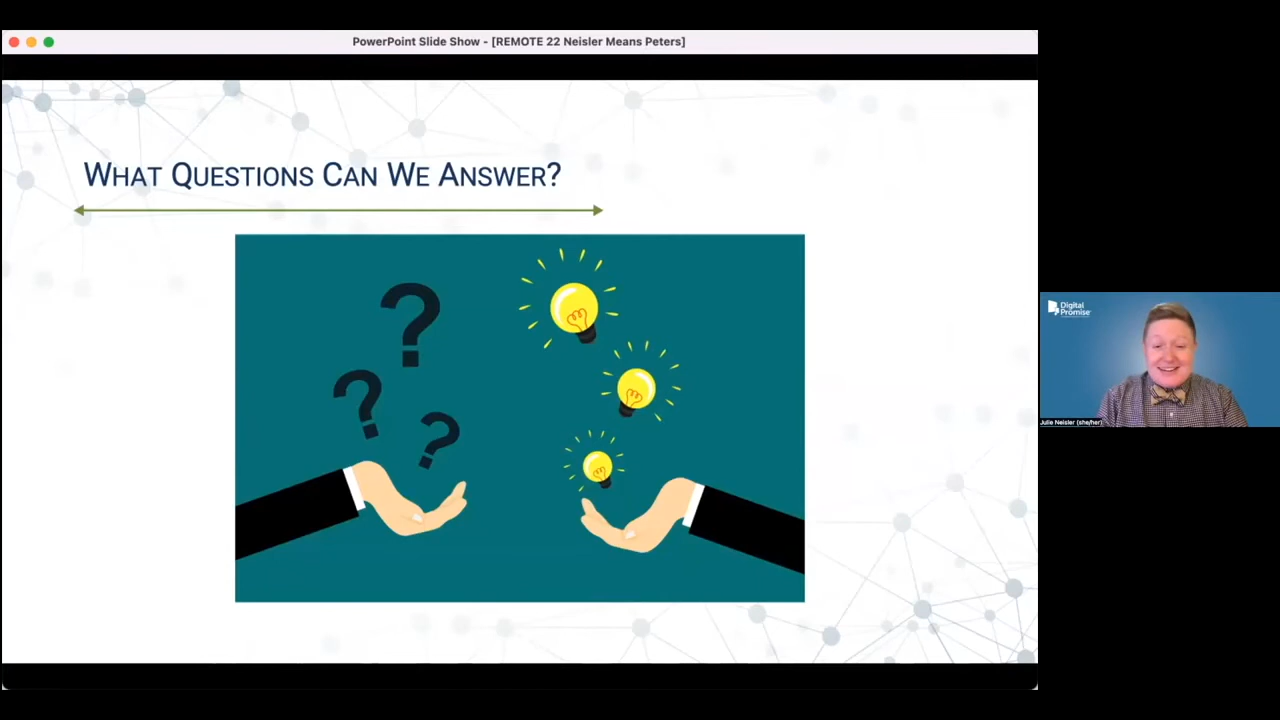 PowerPoint Slide Show - [REMOTE 22 Neisler Means Peters]
WHAT QUESTIONS CAN WE ANSWER?
? ? ?
Digital
Promise
Julie Neisler (she/her)